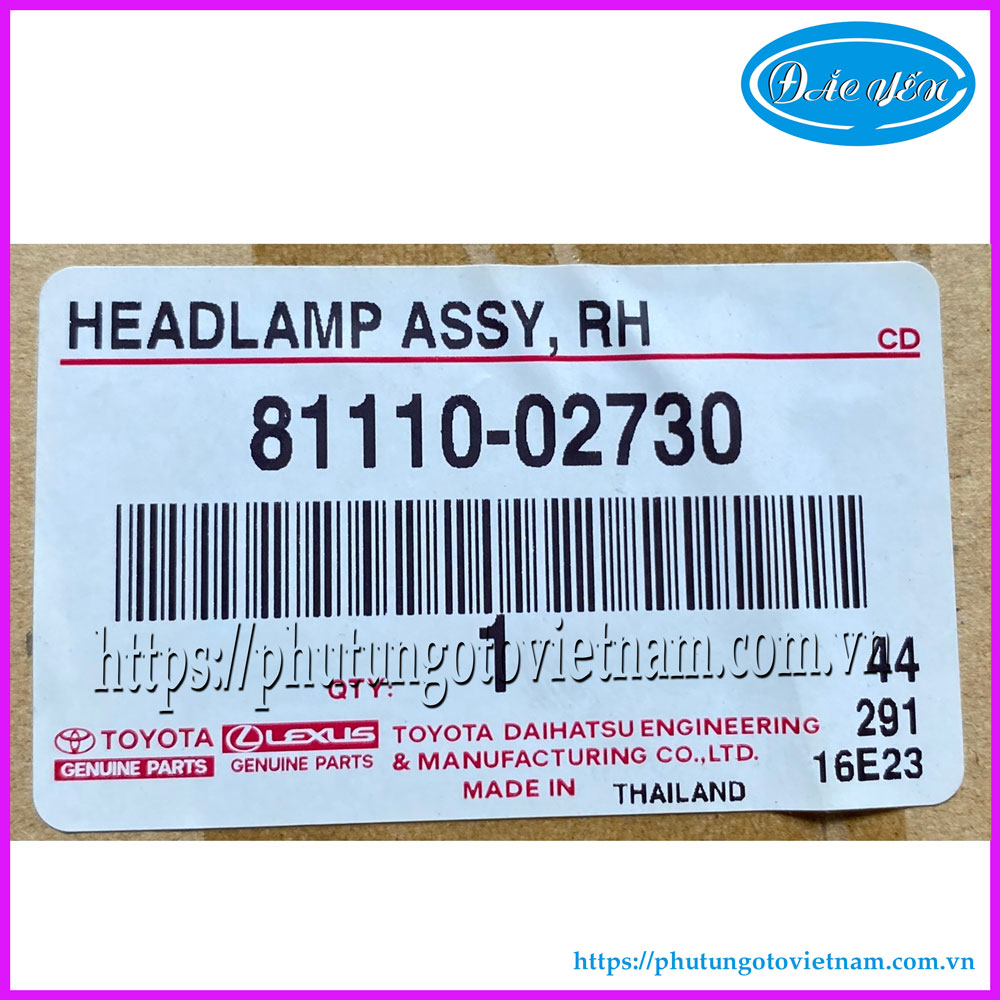 ĐẮC YẾN
HEADLAMP ASSY, RH
CD
81110-02730
https://phutungotovietnam.com.vn
QTY: 1
44
291
16E23
TOYOTA
GENUINE PARTS
LEXUS
GENUINE PARTS
TOYOTA DAIHATSU ENGINEERING
& MANUFACTURING CO., LTD.
MADE IN THAILAND
https://phutungotovietnam.com.vn